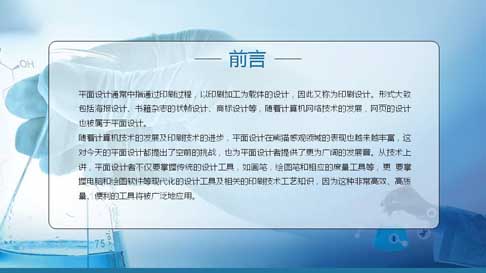 前言
平面设计通常中指通过印刷过程，以印刷加工为载体的设计，因此又称为印刷设计。形式大致
包括海报设计、书籍杂志的状帧设计、商标设计等，随着计算机网络技术的发展，网页的设计
也被属于平面设计。
随着计算机技术的发展及印刷技术的进步，平面设计在熊猫感观领域的表现也越来越丰富，这
对今天的平面设计都提出了空前的挑战，也为平面设计者提供了更为广阔的发展嗇。从技术上
讲，平面设计者不仅要掌握传统的设计工具，如画笔，绘图笔和相应的度量工具等，更 要掌
握电脑和绘图软件等现代化的设计工具及相关的印刷技术工艺知识，因为这种非常高效、高质
量、便利的工具将被广泛地应用。
OH
75